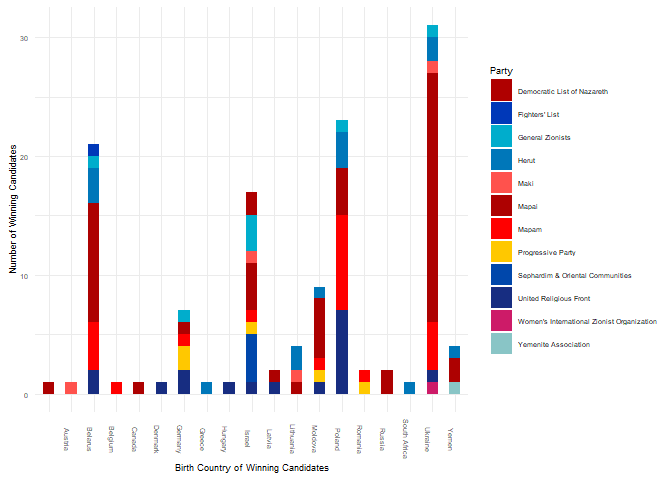 30
20
10
0
Number of Winning Candidates
Austria
Belarus
Belgium
Canada
Denmark
Germany
Greece
Hungary
Israel
Latvia
Lithuania
Moldova
Poland
Romania
Russia
South Africa
Ukraine
Yemen
Birth Country of Winning Candidates
Party
Democratic List of Nazareth
Fighters' List
General Zionists
Herut
Maki
Mapai
Mapam
Progressive Party
Sephardim & Oriental Communities
United Religious Front
Women's International Zionist Organization
Yemenite Association